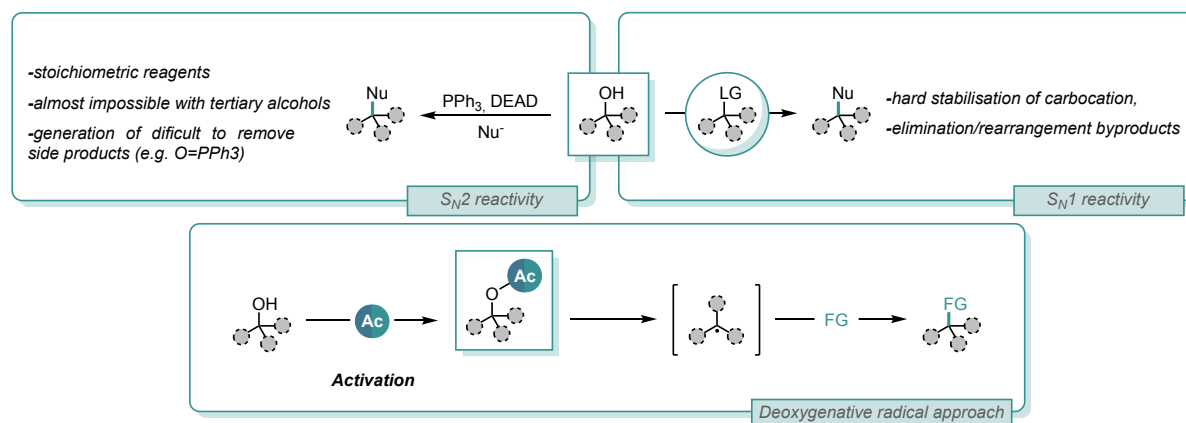 -stoichiometric reagents
-almost impossible with tertiary alcohols
-generation of dificult to remove
side products (e.g. O=PPh3)
Nu
PPh₃, DEAD
Nu⁻
OH
LG
Nu
-hard stabilisation of carbocation,
-elimination/rearrangement byproducts
S_N2 reactivity
S_N1 reactivity
OH
Ac
Activation
O
Ac
FG
FG
Deoxygenative radical approach